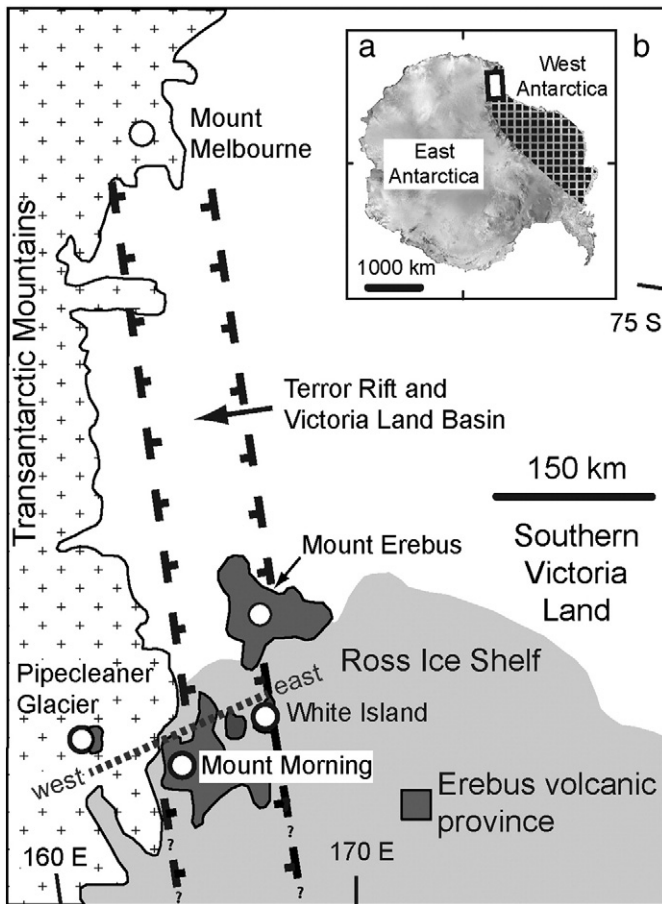 a
b
West
Antarctica
East
Antarctica
1000 km
75 S
Mount
Melbourne
Transantarctic Mountains
Terror Rift and
Victoria Land Basin
150 km
Southern
Victoria
Land
Mount Erebus
Ross Ice Shelf
Pipecleaner
Glacier
east
White Island
west
Mount Morning
Erebus volcanic
province
160 E
170 E
?
?
?
?